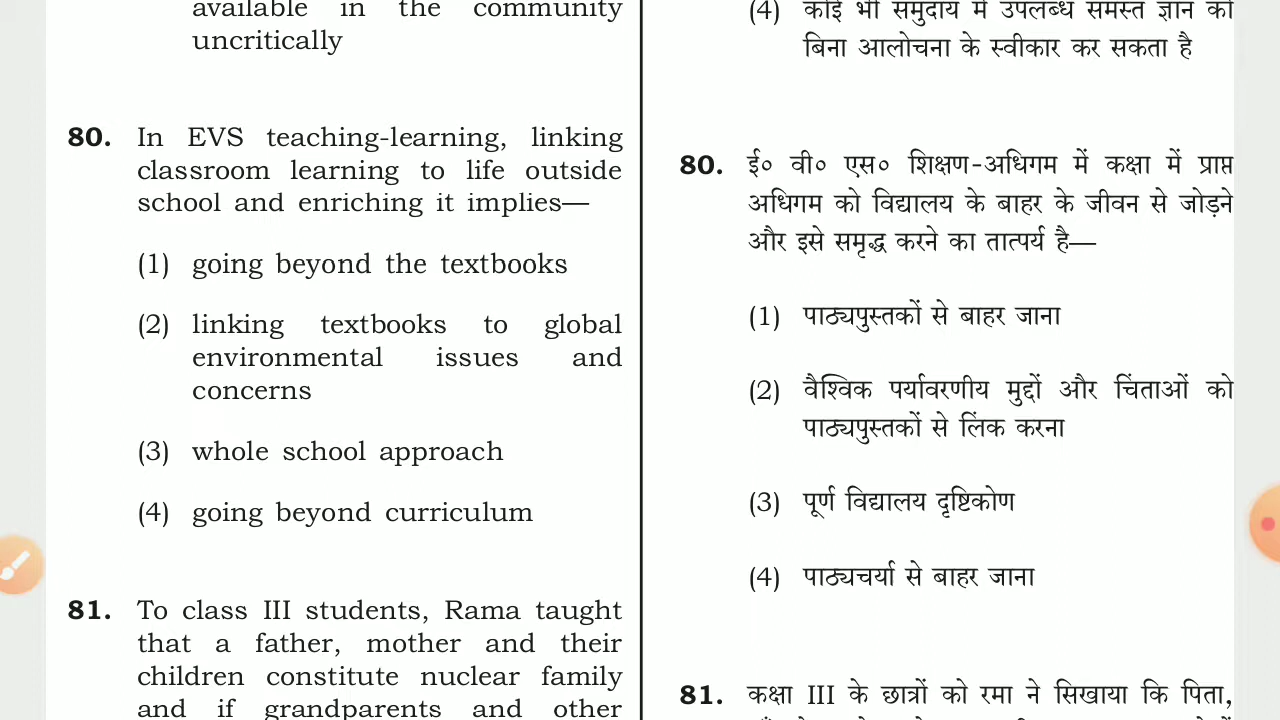 available in the community
uncritically
80. In EVS teaching-learning, linking
classroom learning to life outside
school and enriching it implies—
(1) going beyond the textbooks
(2) linking textbooks to global
environmental issues and
concerns
(3) whole school approach
(4) going beyond curriculum
81. To class III students, Rama taught
that a father, mother and their
children constitute nuclear family
and if grandparents and other
(4) कोई भी समुदाय में उपलब्ध समस्त ज्ञान को
बिना आलोचना के स्वीकार कर सकता है
80. ई० वी० एस० शिक्षण-अधिगम में कक्षा में प्राप्त
अधिगम को विद्यालय के बाहर के जीवन से जोड़ने
और इसे समृद्ध करने का तात्पर्य है—
(1) पाठ्यपुस्तकों से बाहर जाना
(2) वैश्विक पर्यावरणीय मुद्दों और चिंताओं को
पाठ्यपुस्तकों से लिंक करना
(3) पूर्ण विद्यालय दृष्टिकोण
(4) पाठ्यचर्या से बाहर जाना
81. कक्षा III के छात्रों को रमा ने सिखाया कि पिता,